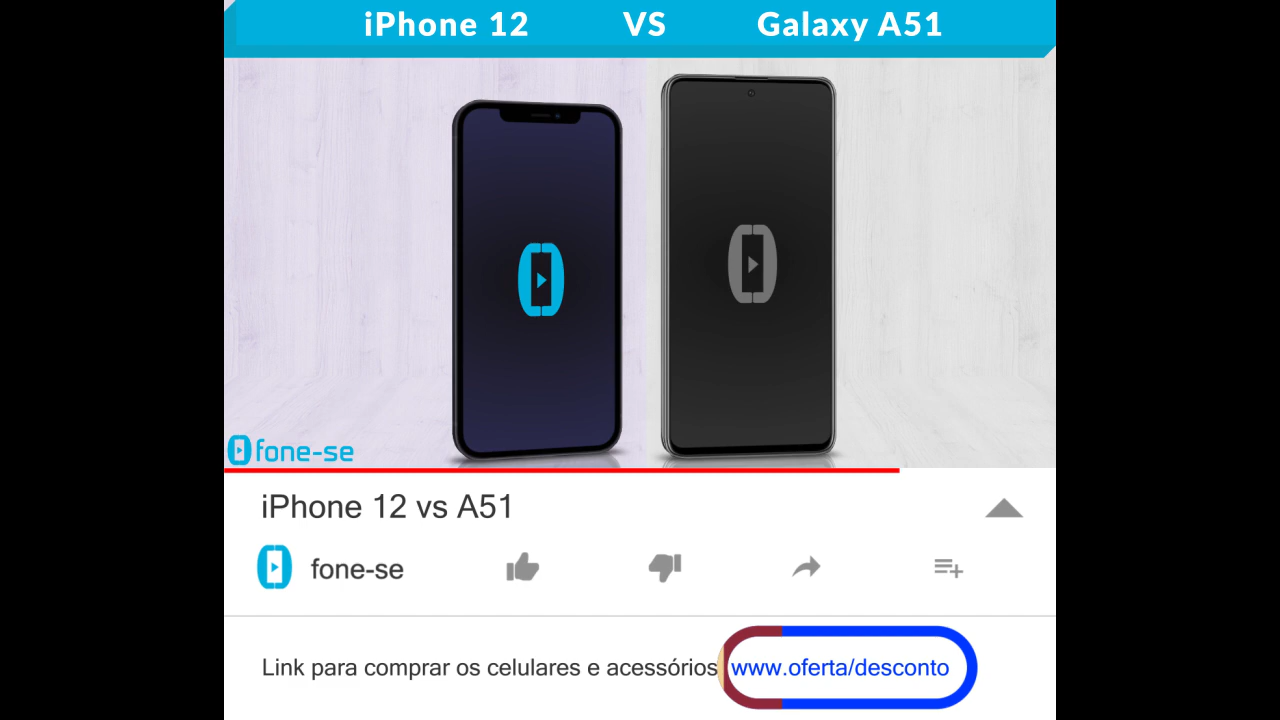 iPhone 12 VS Galaxy A51
fone-se
iPhone 12 vs A51
fone-se
Link para comprar os celulares e acessórios www.oferta/desconto